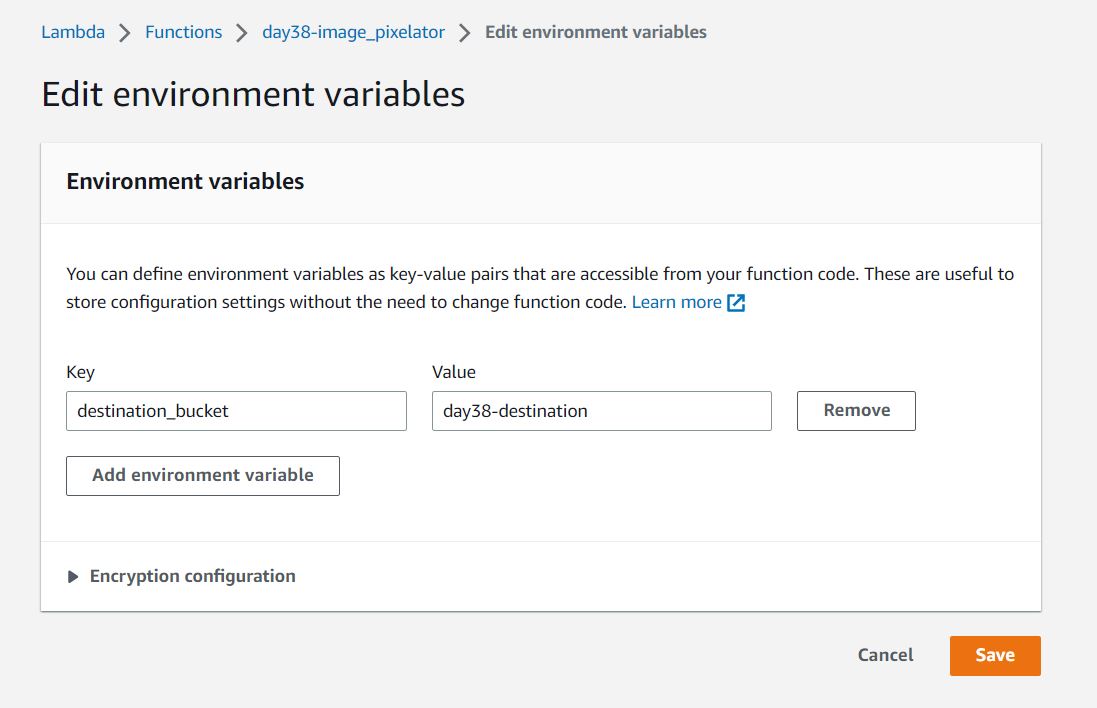 Lambda > Functions > day38-image_pixelator > Edit environment variables
Edit environment variables
Environment variables
You can define environment variables as key-value pairs that are accessible from your function code. These are useful to
store configuration settings without the need to change function code. Learn more
Key Value
destination_bucket day38-destination Remove
Add environment variable
Encryption configuration
Cancel Save